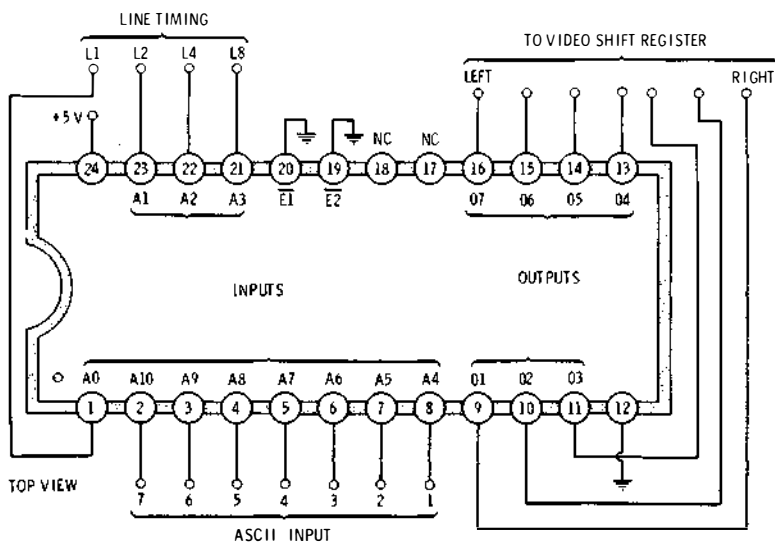 LINE TIMING
TO VIDEO SHIFT REGISTER
L1 L2 L4 L8
LEFT RIGHT
+5V
NC NC
24 23 22 21 20 19 18 17 16 15 14 13
A1 A2 A3 E1 E2 07 06 05 04
INPUTS OUTPUTS
A0 A10 A9 A8 A7 A6 A5 A4 01 02 03
1 2 3 4 5 6 7 8 9 10 11 12
TOP VIEW
7 6 5 4 3 2 1
ASCII INPUT